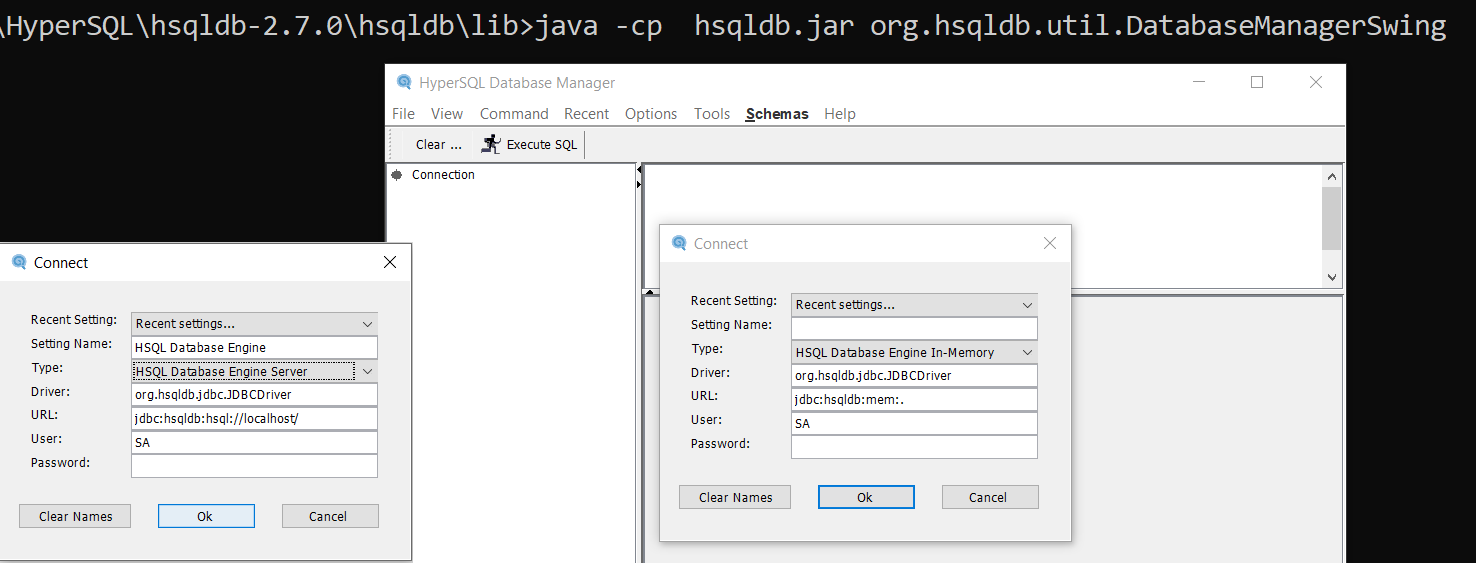 \HyperSQL\hsqldb-2.7.0\hsqldb\lib>java -cp  hsqldb.jar org.hsqldb.util.DatabaseManagerSwing
HyperSQL Database Manager
File View Command Recent Options Tools Schemas Help
Clear ... Execute SQL
Connection
Connect
Recent Setting: Recent settings...
Setting Name: HSQL Database Engine
Type: HSQL Database Engine Server
Driver: org.hsqldb.jdbc.JDBCDriver
URL: jdbc:hsqldb:hsql://localhost/
User: SA
Password:
Clear Names Ok Cancel
Connect
Recent Setting: Recent settings...
Setting Name:
Type: HSQL Database Engine In-Memory
Driver: org.hsqldb.jdbc.JDBCDriver
URL: jdbc:hsqldb:mem:.
User: SA
Password:
Clear Names Ok Cancel